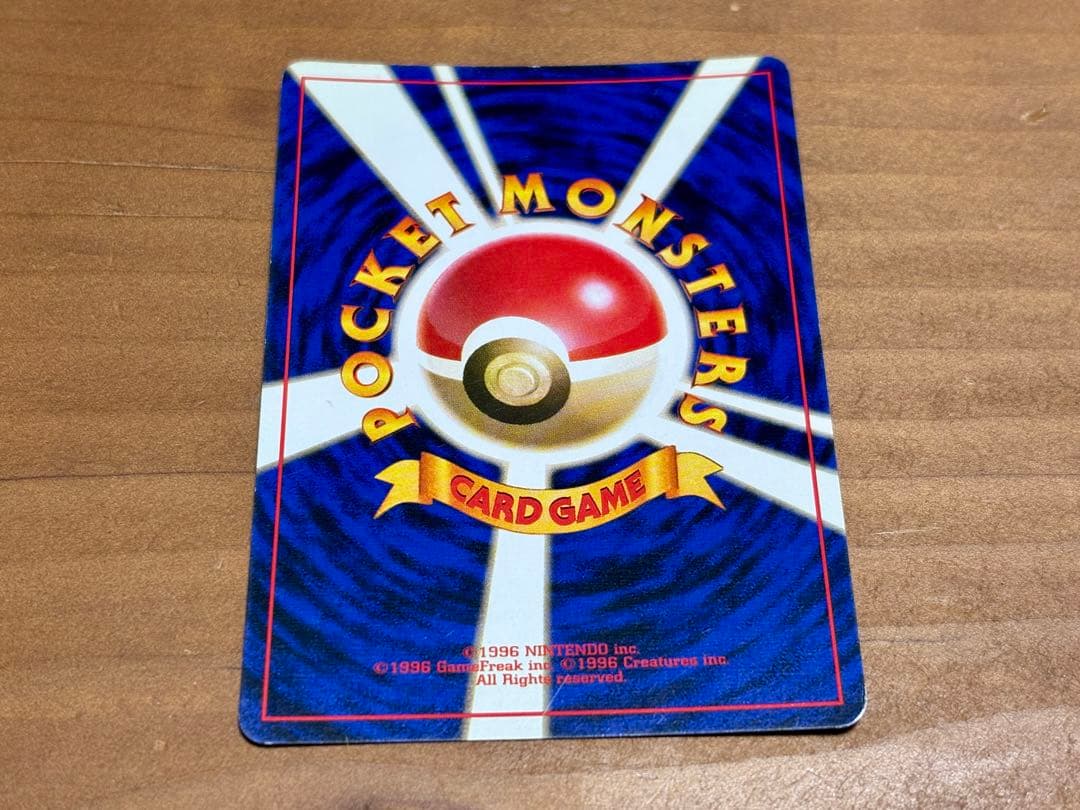 POCKET MONSTERS
CARD GAME
©1996 NINTENDO inc.
©1996 GameFreak inc. ©1996 Creatures inc.
All Rights reserved.